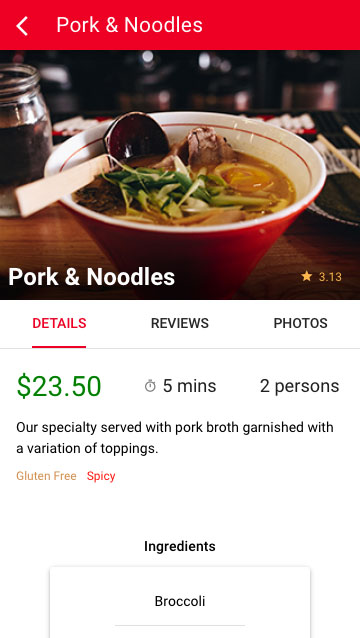 Pork & Noodles
Pork & Noodles
3.13
DETAILS REVIEWS PHOTOS
$23.50 5 mins 2 persons
Our specialty served with pork broth garnished with
a variation of toppings.
Gluten Free Spicy
Ingredients
Broccoli